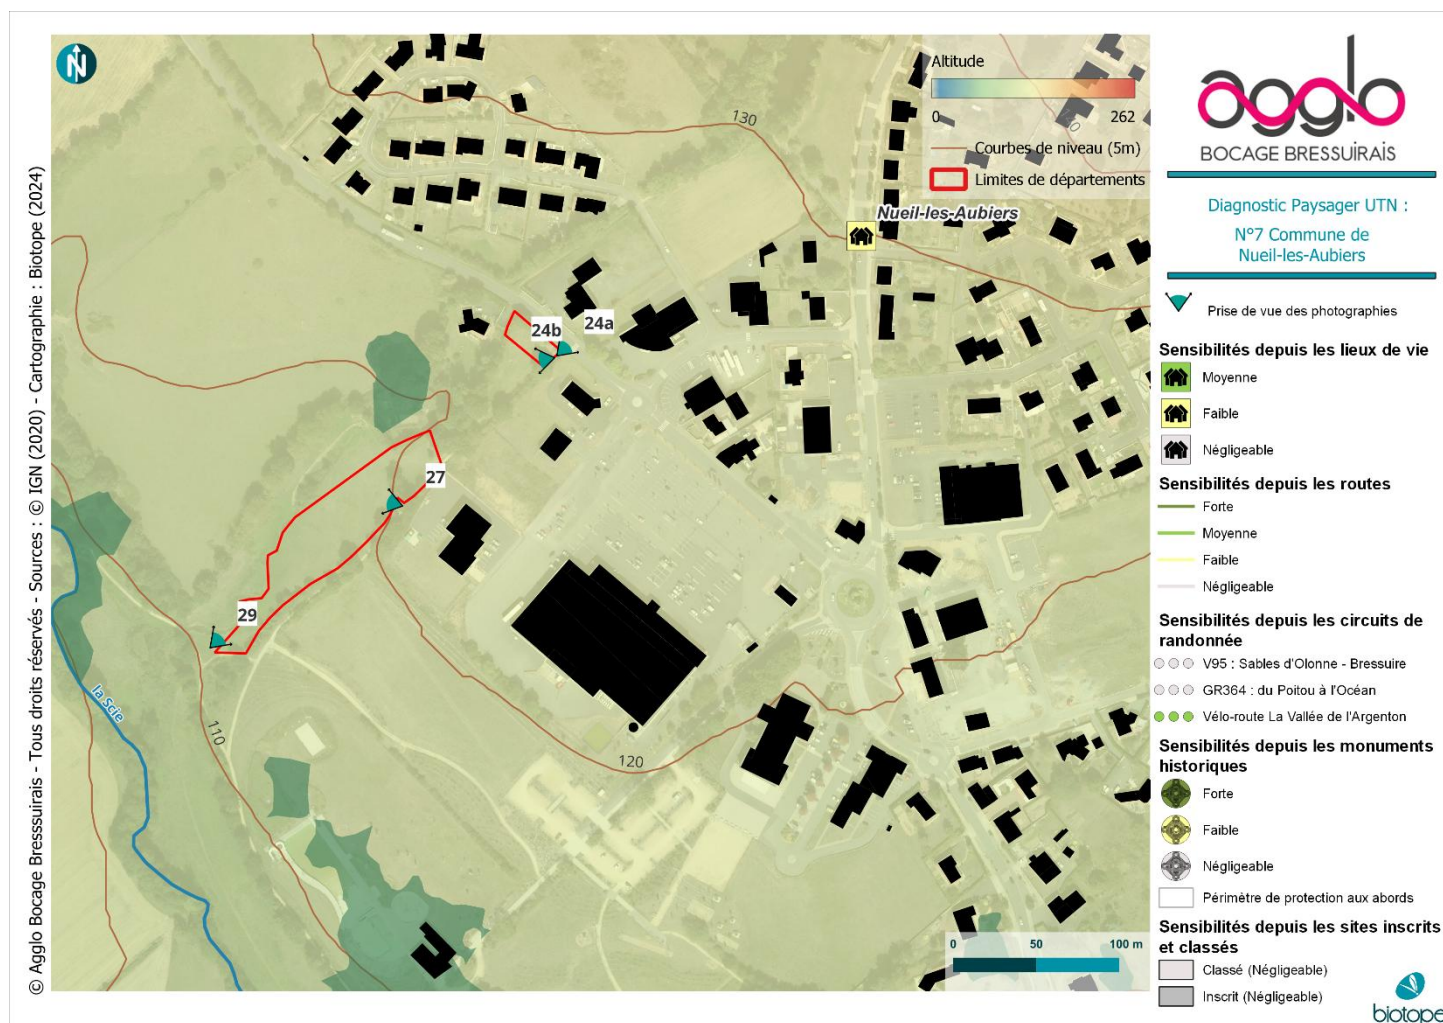 © Agglo Bocage Bresssuirais - Tous droits réservés - Sources : © IGN (2020) - Cartographie : Biotope (2024)
N
Altitude
0 262
Courbes de niveau (5m)
Limites de départements
130
Nueil-les-Aubiers
24b
24a
27
29
la Scie
110
120
0 50 100 m
agglo
BOCAGE BRESSUIRAIS
Diagnostic Paysager UTN :
N°7 Commune de
Nueil-les-Aubiers
Prise de vue des photographies
Sensibilités depuis les lieux de vie
Moyenne
Faible
Négligeable
Sensibilités depuis les routes
Forte
Moyenne
Faible
Négligeable
Sensibilités depuis les circuits de
randonnée
V95 : Sables d'Olonne - Bressuire
GR364 : du Poitou à l'Océan
Vélo-route La Vallée de l'Argenton
Sensibilités depuis les monuments
historiques
Forte
Faible
Négligeable
Périmètre de protection aux abords
Sensibilités depuis les sites inscrits
et classés
Classé (Négligeable)
Inscrit (Négligeable)
biotope